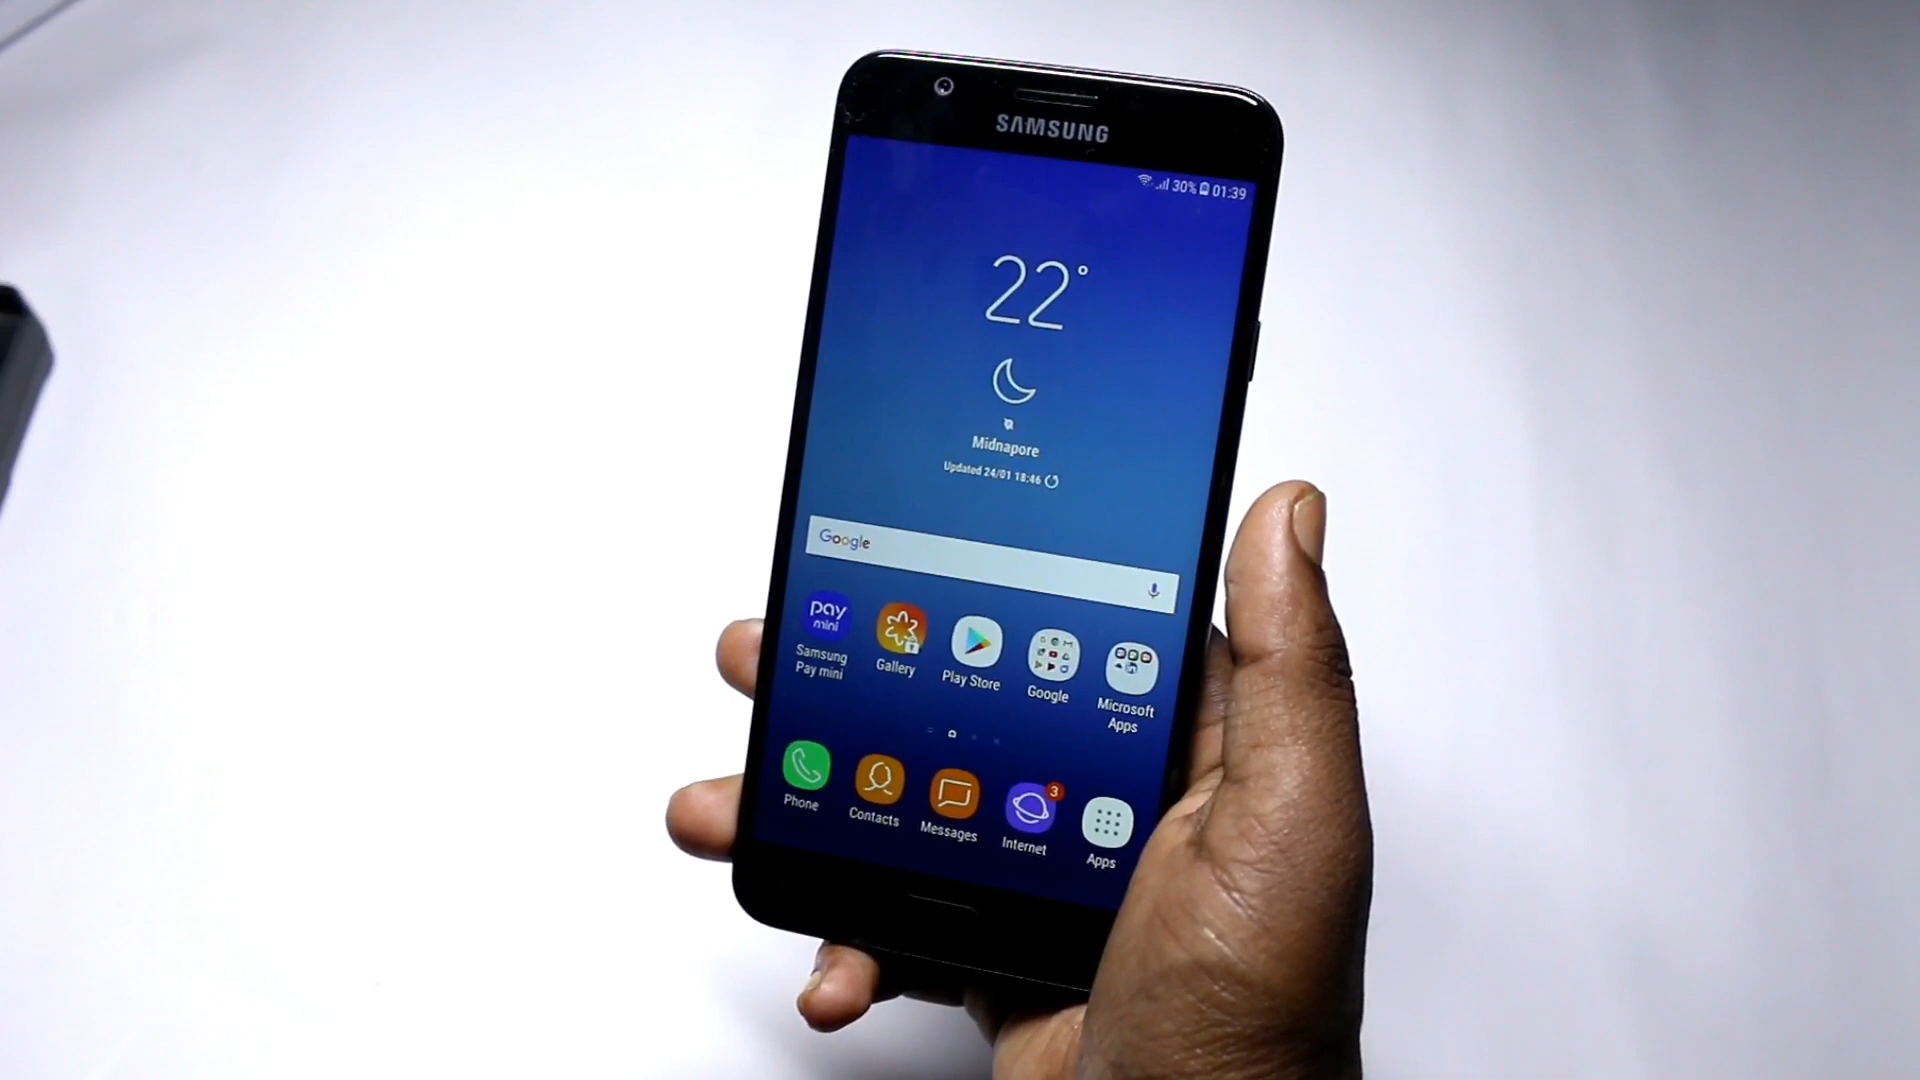 SAMSUNG
30% 01:39
22°
Midnapore
Updated 24/01 18:46
Google
pay
mini
Samsung
Pay mini
Gallery
Play Store
Google
Microsoft
Apps
Phone
Contacts
Messages
3
Internet
Apps